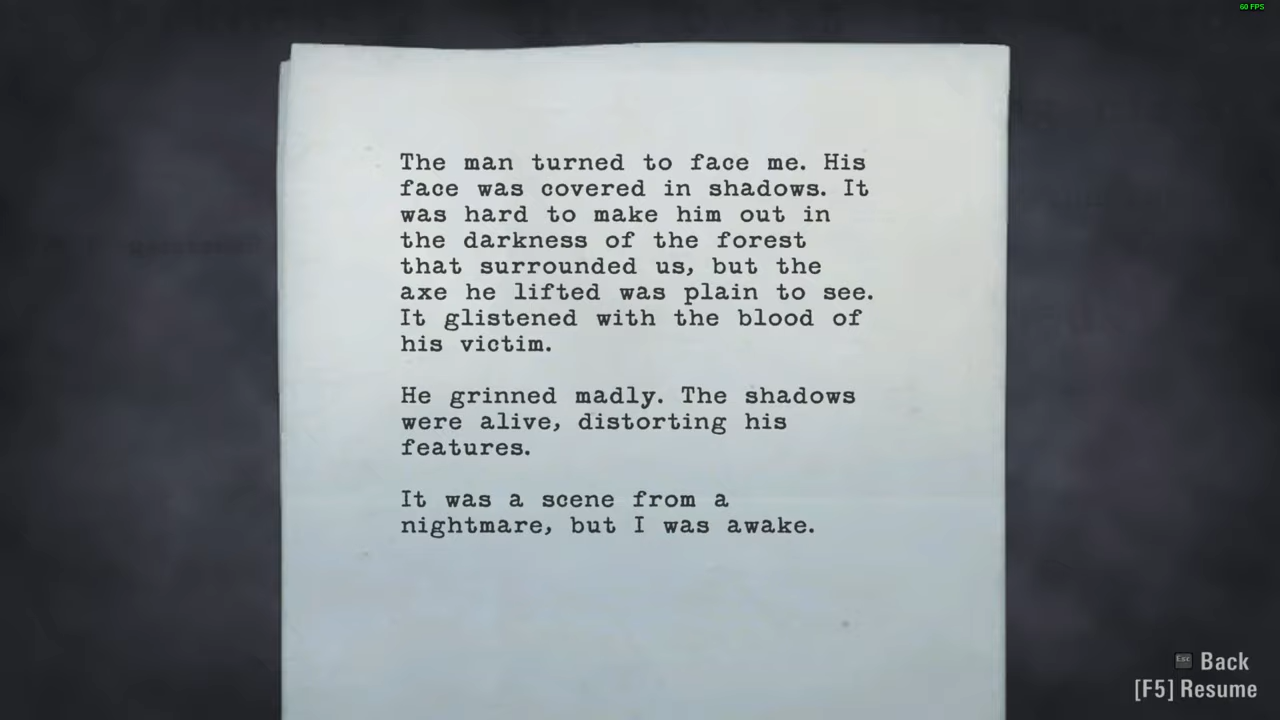 60 FPS
The man turned to face me. His
face was covered in shadows. It
was hard to make him out in
the darkness of the forest
that surrounded us, but the
axe he lifted was plain to see.
It glistened with the blood of
his victim.
He grinned madly. The shadows
were alive, distorting his
features.
It was a scene from a
nightmare, but I was awake.
Esc Back
[F5] Resume